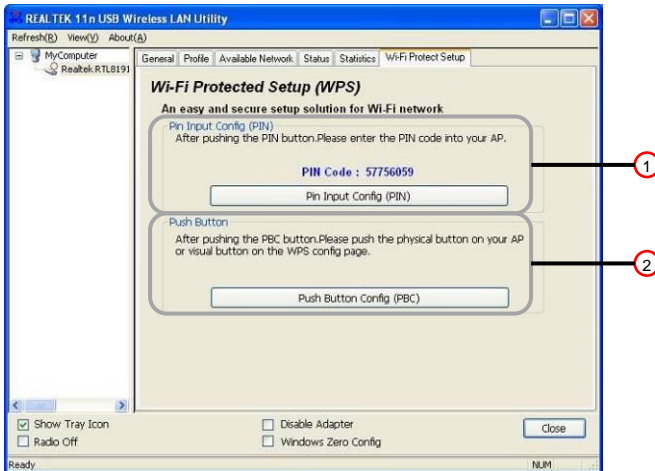 REALTEK 11n USB Wireless LAN Utility
Refresh(R) View(V) About(A)
MyComputer
Realtek RTL8191
General Profile Available Network Status Statistics Wi-Fi Protect Setup
Wi-Fi Protected Setup (WPS)
An easy and secure setup solution for Wi-Fi network
Pin Input Config (PIN)
After pushing the PIN button.Please enter the PIN code into your AP.
PIN Code : 57756059
Pin Input Config (PIN)
1
Push Button
After pushing the PBC button.Please push the physical button on your AP
or visual button on the WPS config page.
2
Push Button Config (PBC)
Show Tray Icon
Radio Off
Disable Adapter
Windows Zero Config
Close
Ready
NUM